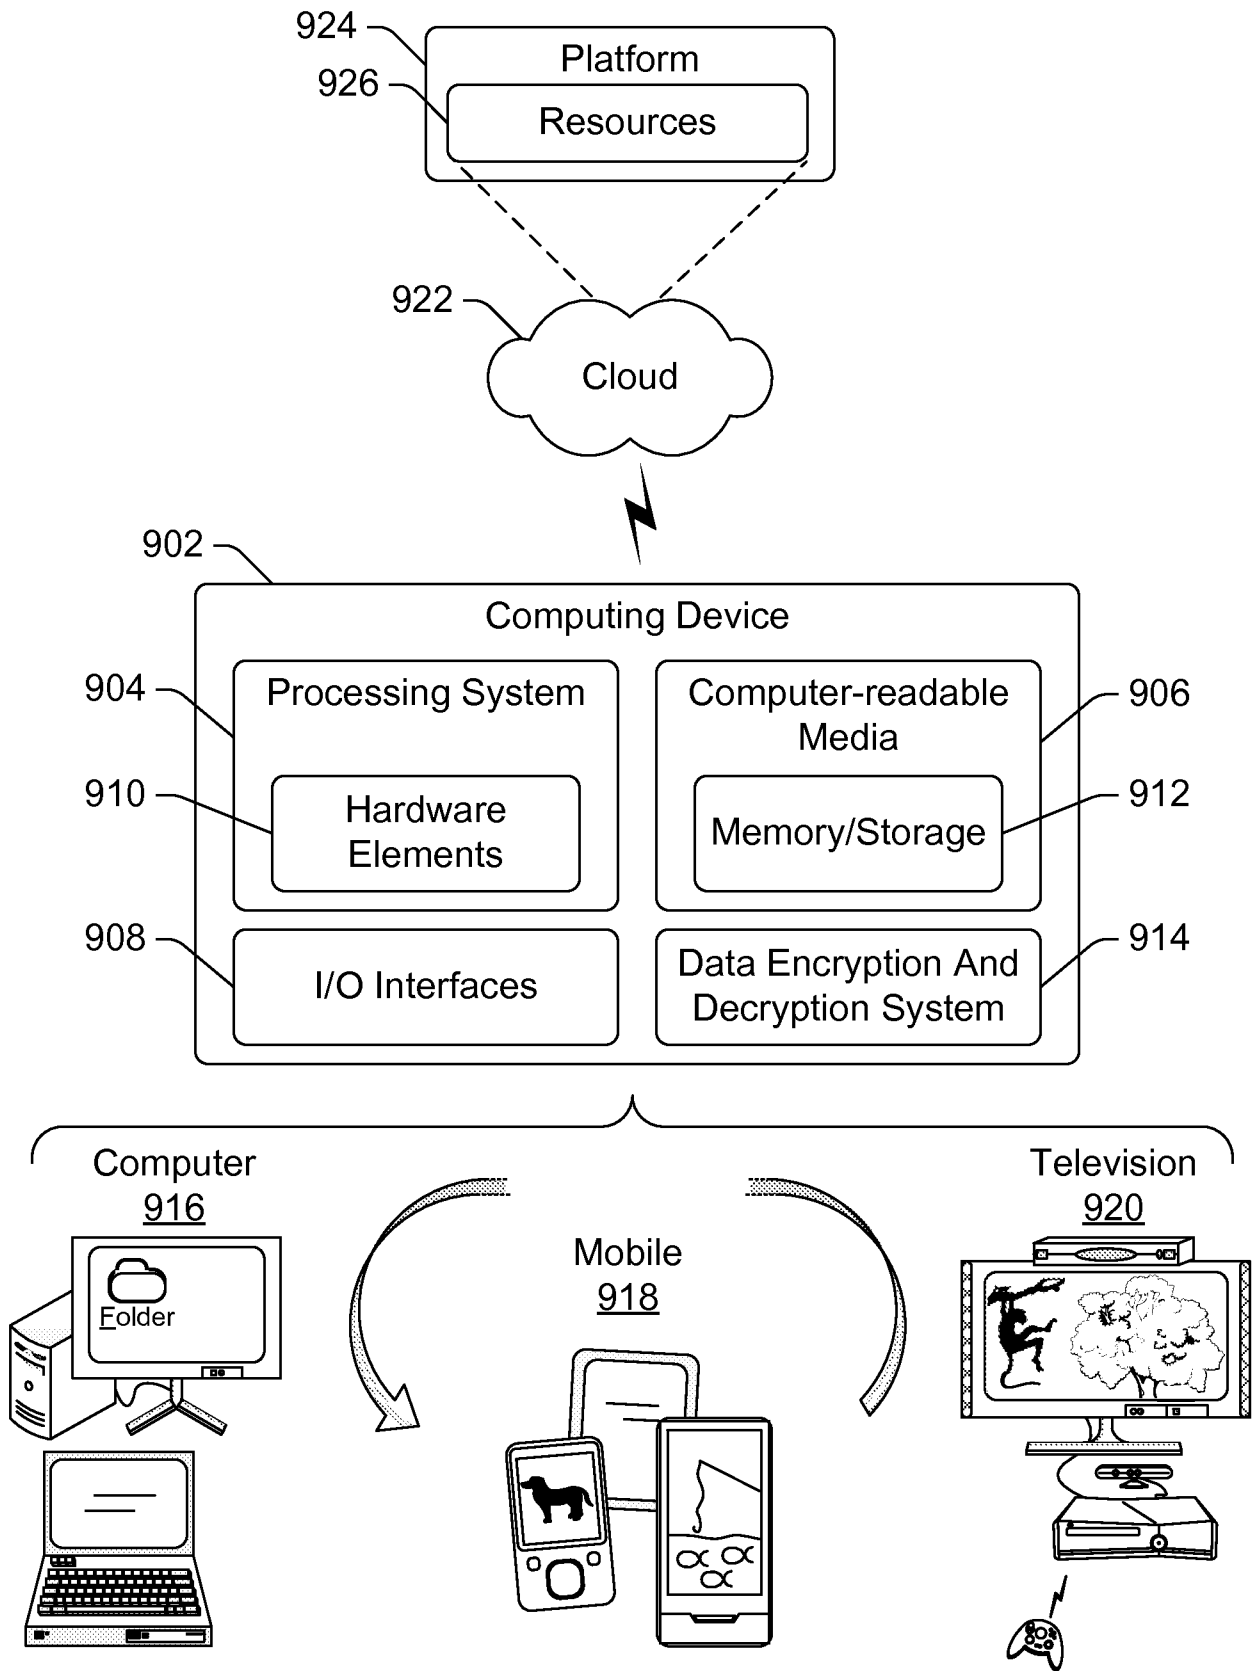 924
Platform
926
Resources
922
Cloud
902
Computing Device
904
Processing System
Computer-readable
Media
906
910
Hardware
Elements
Memory/Storage
912
908
I/O Interfaces
Data Encryption And
Decryption System
914
Computer
916
Mobile
918
Television
920
Folder